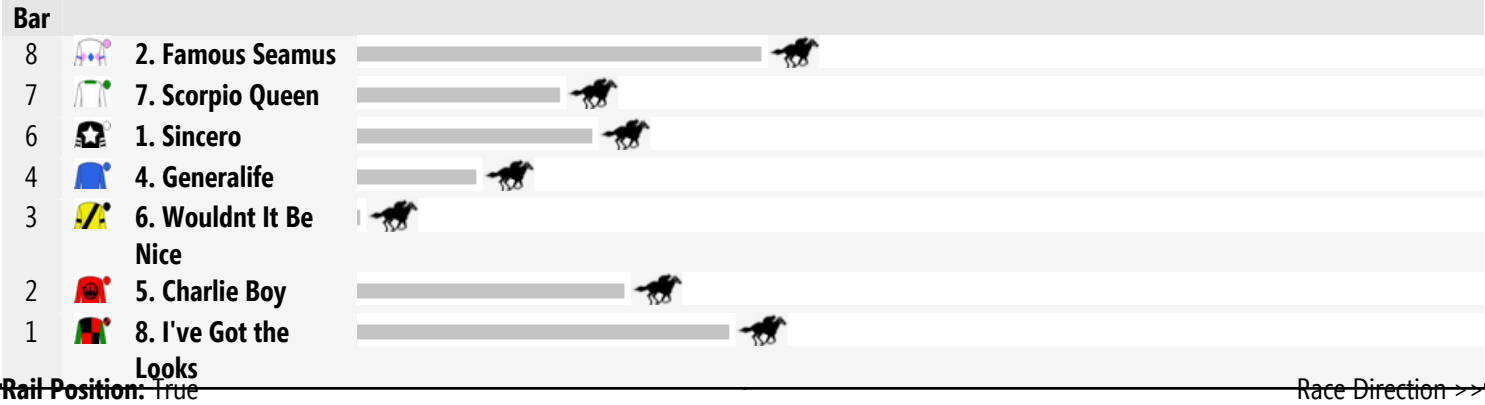 Bar
8 2. Famous Seamus
7 7. Scorpio Queen
6 1. Sincero
4 4. Generalife
3 6. Wouldnt It Be
Nice
2 5. Charlie Boy
1 8. I've Got the
Looks
Rail Position: True Race Direction >>